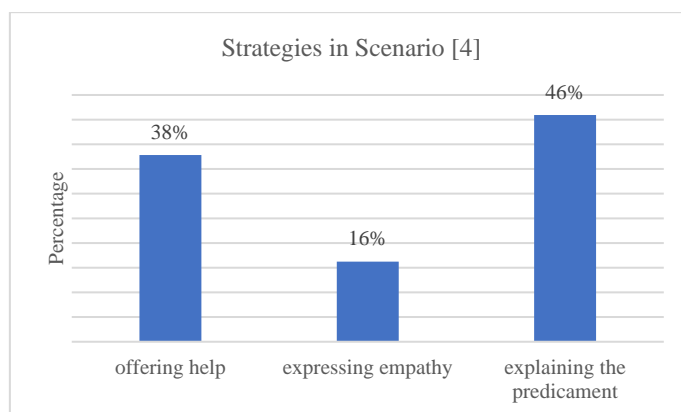 Strategies in Scenario [4]
46%
38%
16%
Percentage
offering help
expressing empathy
explaining the
predicament